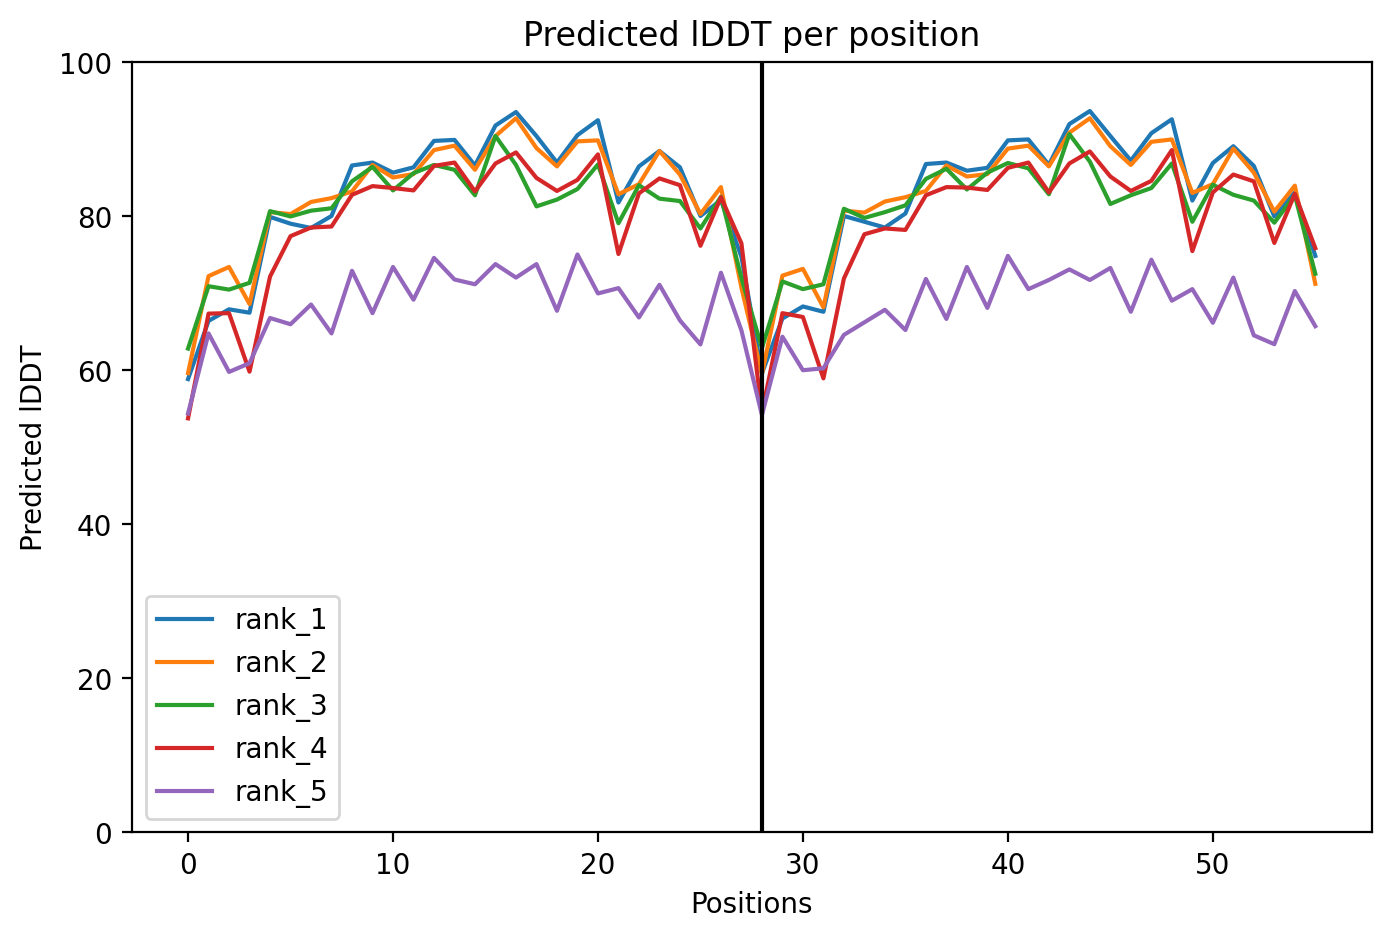 Predicted lDDT per position
Predicted lDDT
100
80
60
40
20
0
rank_1
rank_2
rank_3
rank_4
rank_5
0 10 20 30 40 50
Positions